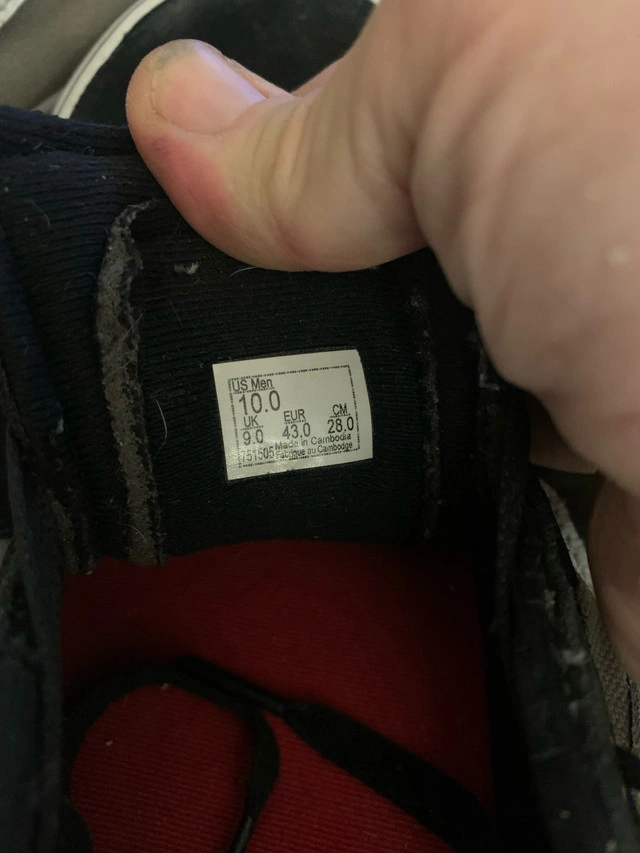 US Men
10.0
UK EUR CM
9.0 43.0 28.0
751505 Made in Cambodia
Fabriqué au Cambodge